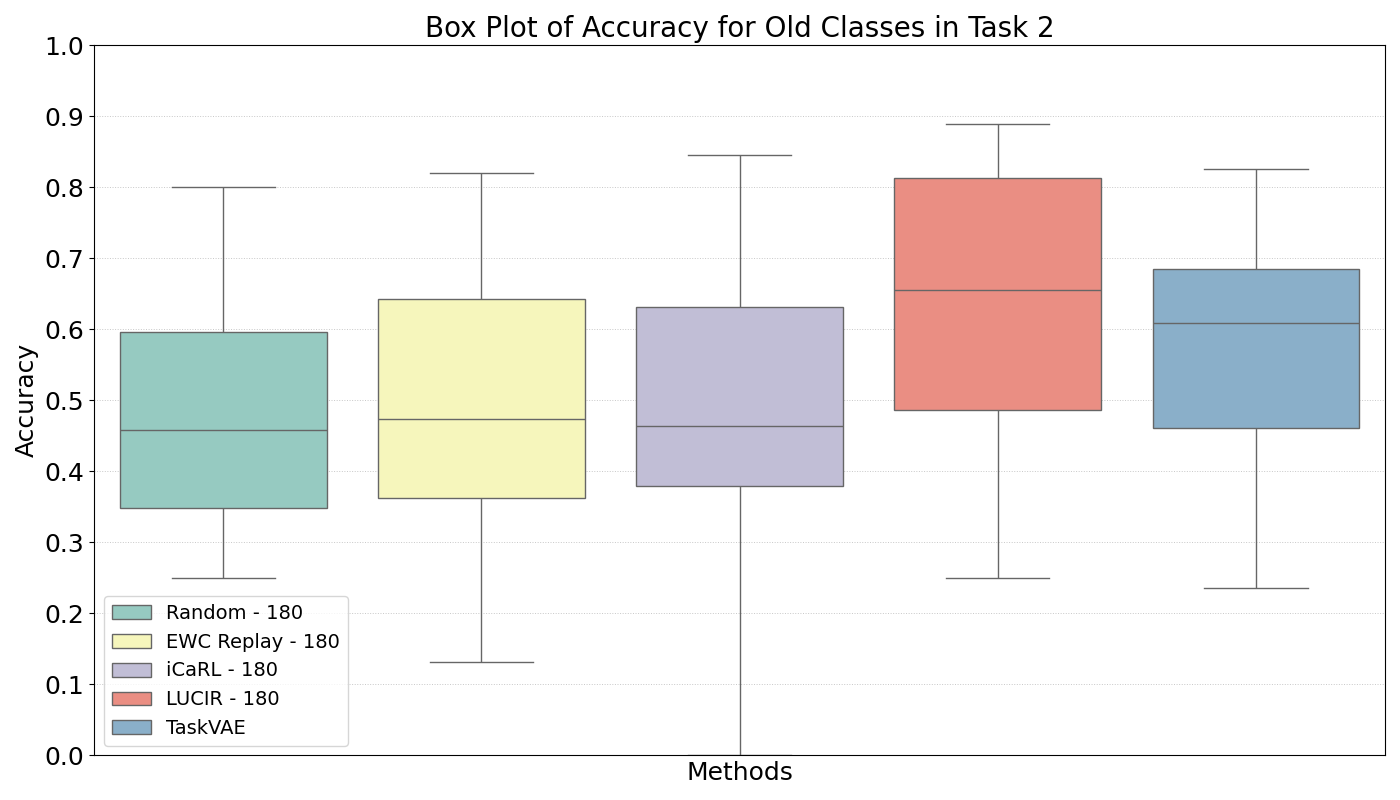 Box Plot of Accuracy for Old Classes in Task 2
1.0
0.9
0.8
0.7
0.6
0.5
0.4
0.3
0.2
0.1
0.0
Accuracy
Random - 180
EWC Replay - 180
iCaRL - 180
LUCIR - 180
TaskVAE
Methods